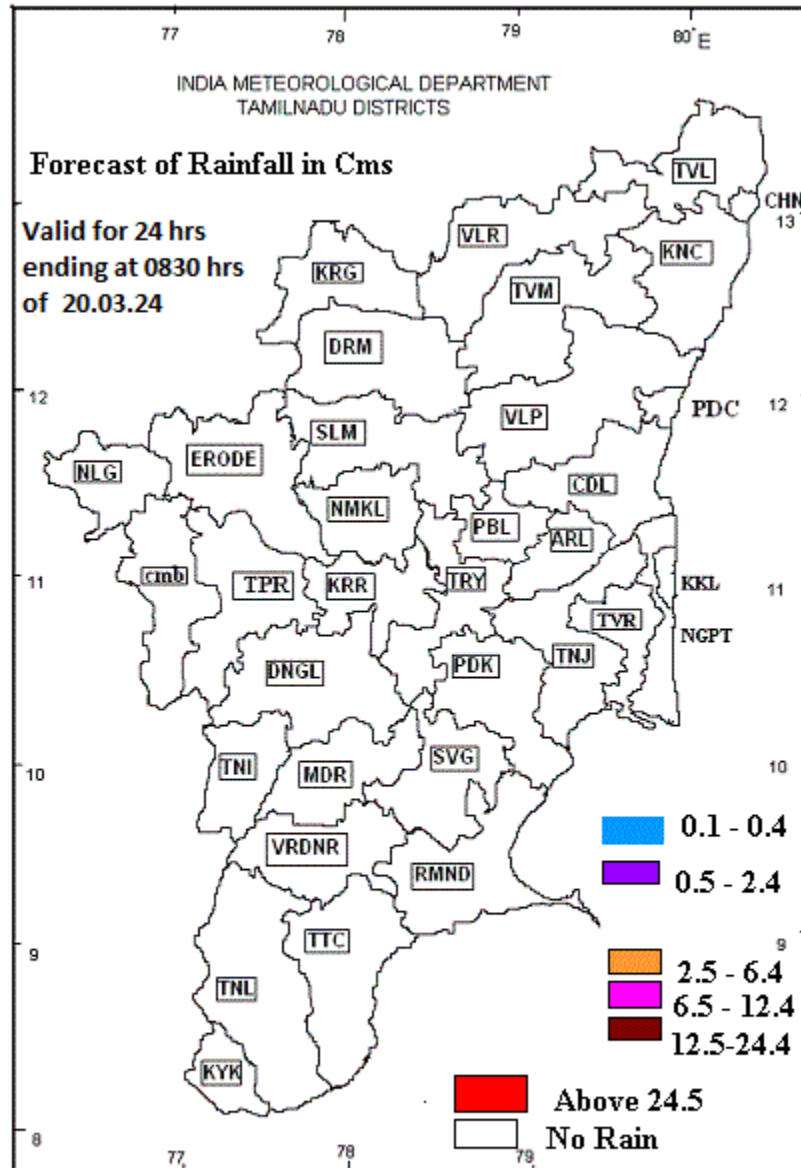 77 78 79 80°E
INDIA METEOROLOGICAL DEPARTMENT
TAMILNADU DISTRICTS
Forecast of Rainfall in Cms
TVL
CHN
13
Valid for 24 hrs
ending at 0830 hrs
of 20.03.24
VLR
KNC
KRG
TVM
DRM
12
12
PDC
VLP
SLM
ERODE
NLG
CDL
NMKL
PBL
ARL
11
cmb
TPR
KRR
TRY
KKL
11
TVR
NGPT
TNJ
DNGL
PDK
10
TNI
MDR
SVG
10
VRDNR
RMND
0.1 - 0.4
0.5 - 2.4
9
TTC
9
2.5 - 6.4
TNL
6.5 - 12.4
12.5-24.4
KYK
Above 24.5
No Rain
8
77 78 79